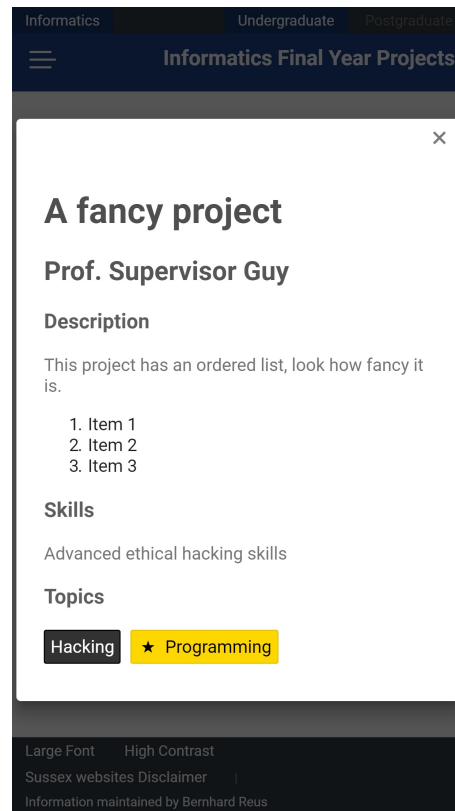 Informatics Undergraduate Postgraduate
Informatics Final Year Projects
×
A fancy project
Prof. Supervisor Guy
Description
This project has an ordered list, look how fancy it
is.
1. Item 1
2. Item 2
3. Item 3
Skills
Advanced ethical hacking skills
Topics
Hacking ★ Programming
Large Font High Contrast
Sussex websites Disclaimer |
Information maintained by Bernhard Reus